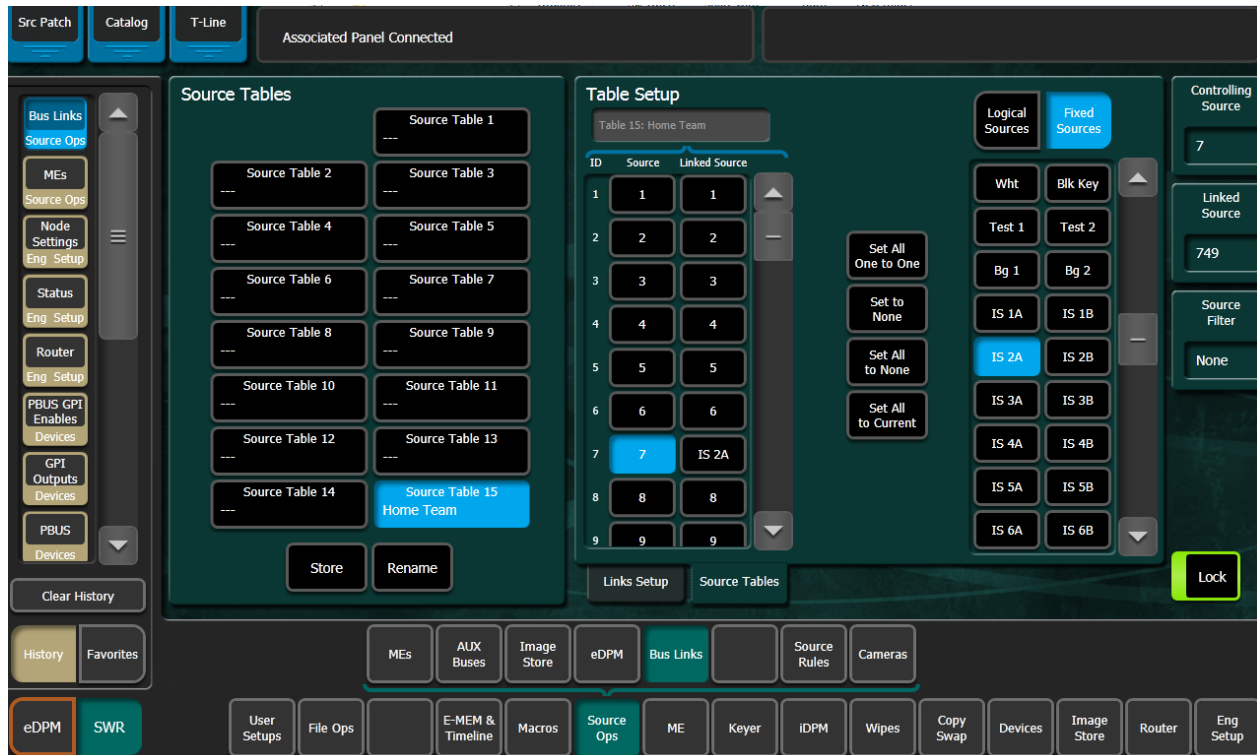 Src Patch
Catalog
T-Line
Associated Panel Connected
Bus Links
Source Ops
MEs
Source Ops
Node
Settings
Eng Setup
Status
Eng Setup
Router
Eng Setup
PBUS GPI
Enables
Devices
GPI
Outputs
Devices
PBUS
Devices
Clear History
History
Favorites
eDPM
SWR
Source Tables
Source Table 1
---
Source Table 2
---
Source Table 3
---
Source Table 4
---
Source Table 5
---
Source Table 6
---
Source Table 7
---
Source Table 8
---
Source Table 9
---
Source Table 10
---
Source Table 11
---
Source Table 12
---
Source Table 13
---
Source Table 14
---
Source Table 15
Home Team
Store
Rename
Table Setup
Table 15: Home Team
ID Source Linked Source
1 1 1
2 2 2
3 3 3
4 4 4
5 5 5
6 6 6
7 7 IS 2A
8 8 8
9 9 9
Set All
One to One
Set to
None
Set All
to None
Set All
to Current
Logical
Sources
Fixed
Sources
Wht Blk Key
Test 1 Test 2
Bg 1 Bg 2
IS 1A IS 1B
IS 2A IS 2B
IS 3A IS 3B
IS 4A IS 4B
IS 5A IS 5B
IS 6A IS 6B
Links Setup
Source Tables
Controlling
Source
7
Linked
Source
749
Source
Filter
None
Lock
MEs
AUX
Buses
Image
Store
eDPM
Bus Links
Source
Rules
Cameras
User
Setups
File Ops
E-MEM &
Timeline
Macros
Source
Ops
ME
Keyer
iDPM
Wipes
Copy
Swap
Devices
Image
Store
Router
Eng
Setup